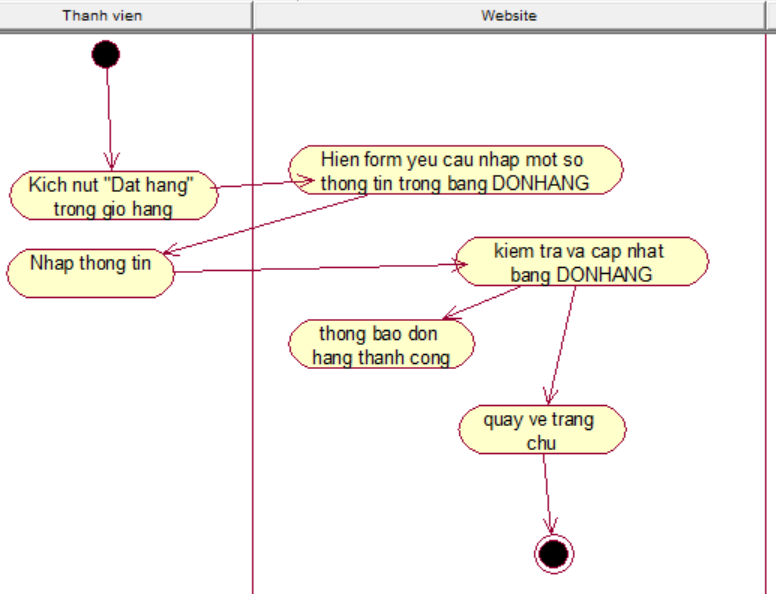 Thanh vien
Website
Kich nut "Dat hang"
trong gio hang
Hien form yeu cau nhap mot so
thong tin trong bang DONHANG
Nhap thong tin
kiem tra va cap nhat
bang DONHANG
thong bao don
hang thanh cong
quay ve trang
chu